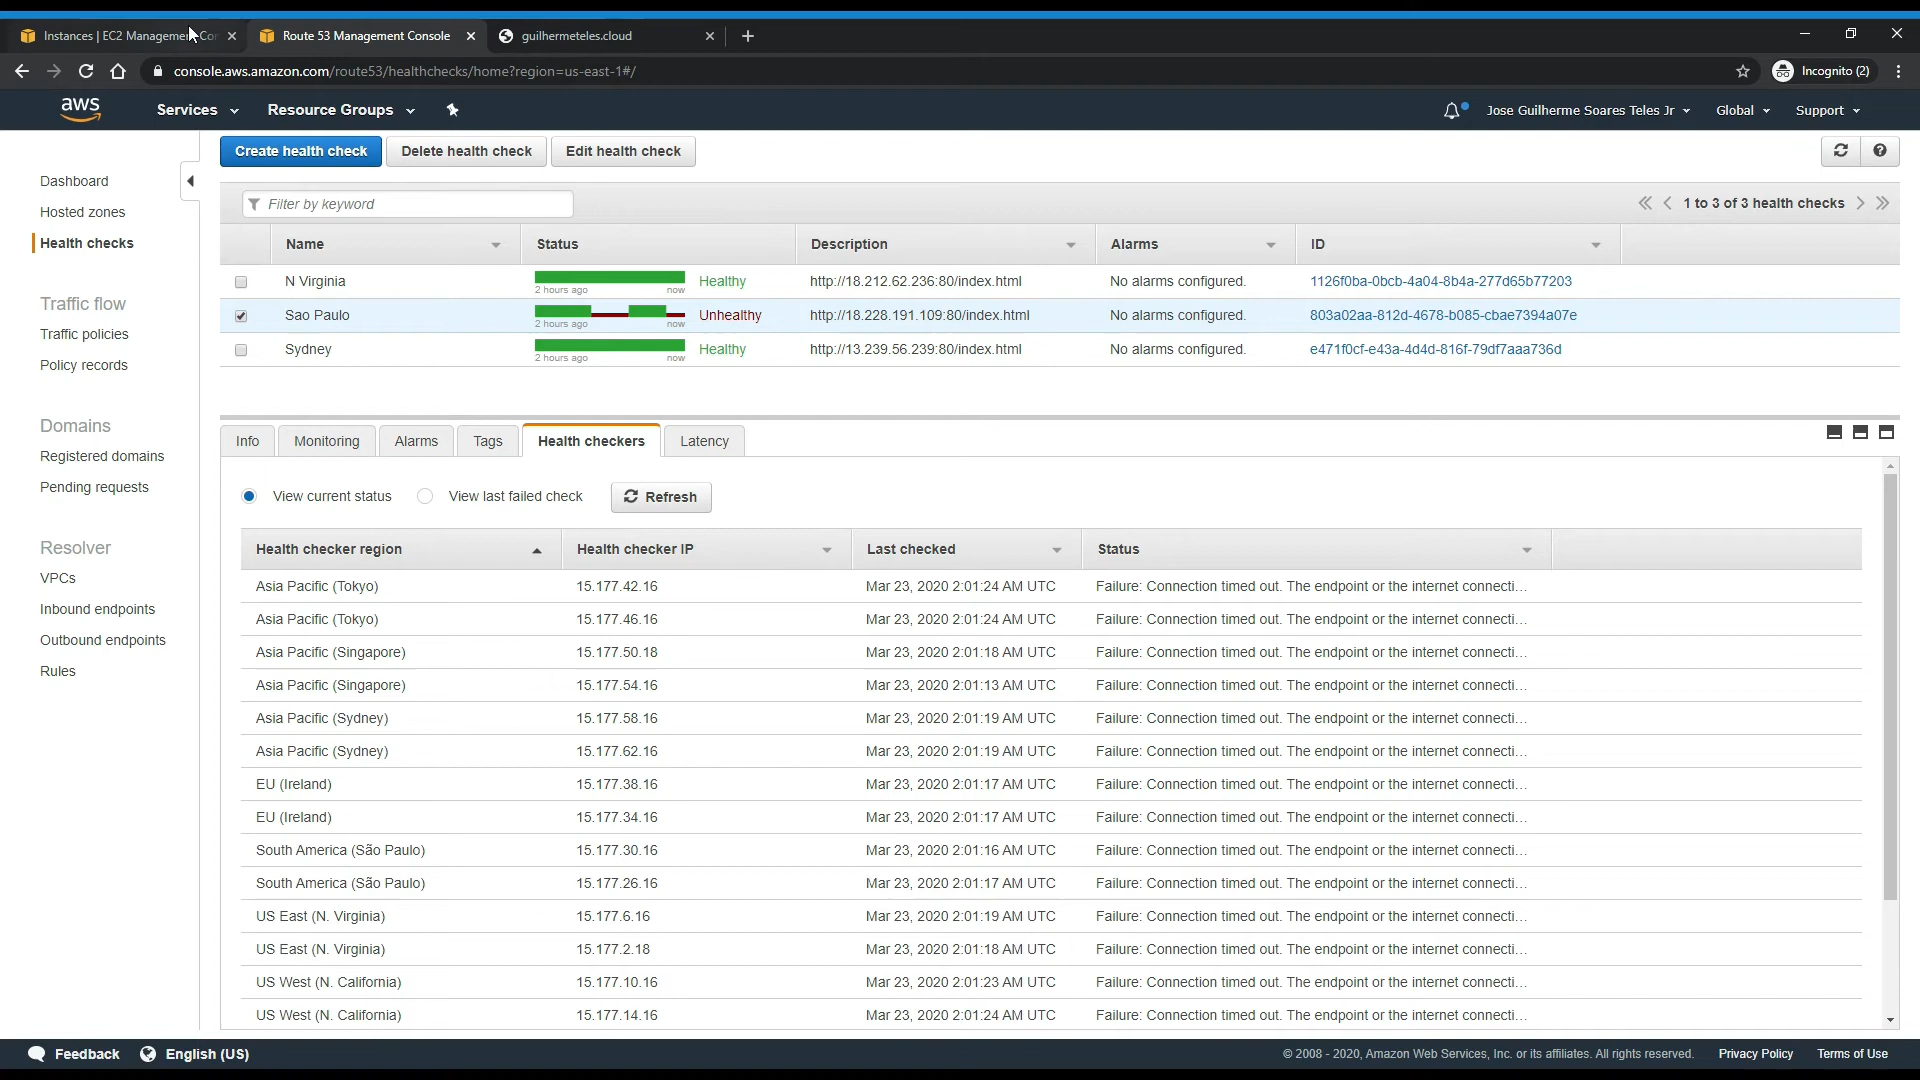 Instances | EC2 Management Con
Route 53 Management Console
guilhermeteles.cloud
console.aws.amazon.com/route53/healthchecks/home?region=us-east-1#/
Incognito (2)
aws
Services
Resource Groups
Jose Guilherme Soares Teles Jr
Global
Support
Create health check
Delete health check
Edit health check
Dashboard
Hosted zones
Health checks
Traffic flow
Traffic policies
Policy records
Domains
Registered domains
Pending requests
Resolver
VPCs
Inbound endpoints
Outbound endpoints
Rules
Filter by keyword
1 to 3 of 3 health checks
Name Status Description Alarms ID
N Virginia 2 hours ago now Healthy http://18.212.62.236:80/index.html No alarms configured. 1126f0ba-0bcb-4a04-8b4a-277d65b77203
Sao Paulo 2 hours ago now Unhealthy http://18.228.191.109:80/index.html No alarms configured. 803a02aa-812d-4678-b085-cbae7394a07e
Sydney 2 hours ago now Healthy http://13.239.56.239:80/index.html No alarms configured. e471f0cf-e43a-4d4d-816f-79df7aaa736d
Info Monitoring Alarms Tags Health checkers Latency
View current status View last failed check Refresh
Health checker region Health checker IP Last checked Status
Asia Pacific (Tokyo) 15.177.42.16 Mar 23, 2020 2:01:24 AM UTC Failure: Connection timed out. The endpoint or the internet connecti...
Asia Pacific (Tokyo) 15.177.46.16 Mar 23, 2020 2:01:24 AM UTC Failure: Connection timed out. The endpoint or the internet connecti...
Asia Pacific (Singapore) 15.177.50.18 Mar 23, 2020 2:01:18 AM UTC Failure: Connection timed out. The endpoint or the internet connecti...
Asia Pacific (Singapore) 15.177.54.16 Mar 23, 2020 2:01:13 AM UTC Failure: Connection timed out. The endpoint or the internet connecti...
Asia Pacific (Sydney) 15.177.58.16 Mar 23, 2020 2:01:19 AM UTC Failure: Connection timed out. The endpoint or the internet connecti...
Asia Pacific (Sydney) 15.177.62.16 Mar 23, 2020 2:01:19 AM UTC Failure: Connection timed out. The endpoint or the internet connecti...
EU (Ireland) 15.177.38.16 Mar 23, 2020 2:01:17 AM UTC Failure: Connection timed out. The endpoint or the internet connecti...
EU (Ireland) 15.177.34.16 Mar 23, 2020 2:01:17 AM UTC Failure: Connection timed out. The endpoint or the internet connecti...
South America (São Paulo) 15.177.30.16 Mar 23, 2020 2:01:16 AM UTC Failure: Connection timed out. The endpoint or the internet connecti...
South America (São Paulo) 15.177.26.16 Mar 23, 2020 2:01:17 AM UTC Failure: Connection timed out. The endpoint or the internet connecti...
US East (N. Virginia) 15.177.6.16 Mar 23, 2020 2:01:19 AM UTC Failure: Connection timed out. The endpoint or the internet connecti...
US East (N. Virginia) 15.177.2.18 Mar 23, 2020 2:01:18 AM UTC Failure: Connection timed out. The endpoint or the internet connecti...
US West (N. California) 15.177.10.16 Mar 23, 2020 2:01:23 AM UTC Failure: Connection timed out. The endpoint or the internet connecti...
US West (N. California) 15.177.14.16 Mar 23, 2020 2:01:24 AM UTC Failure: Connection timed out. The endpoint or the internet connecti...
Feedback English (US)
© 2008 - 2020, Amazon Web Services, Inc. or its affiliates. All rights reserved. Privacy Policy Terms of Use